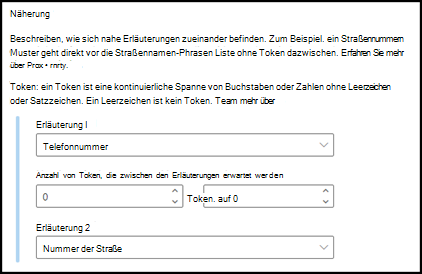 Näherung
Beschreiben, wie sich nahe Erläuterungen zueinander befinden. Zum Beispiel. ein Straßennummern
Muster geht direkt vor die Straßennamen-Phrasen Liste ohne Token dazwischen. Erfahren Sie mehr
über Prox • rnrty.
Token: ein Token ist eine kontinuierliche Spanne von Buchstaben oder Zahlen ohne Leerzeichen
oder Satzzeichen. Ein Leerzeichen ist kein Token. Team mehr über
Erläuterung I
Telefonnummer
Anzahl von Token, die zwischen den Erläuterungen erwartet werden
0 Token. auf 0
Erläuterung 2
Nummer der Straße